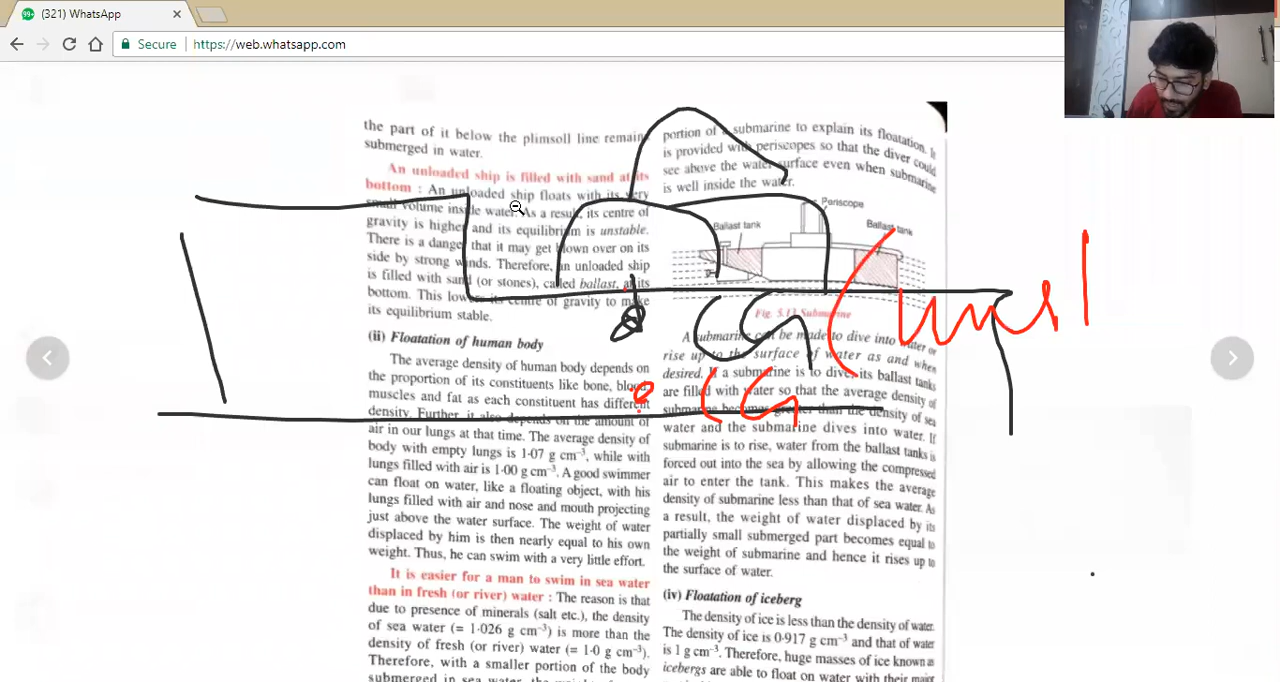 (321) WhatsApp
Secure
https://web.whatsapp.com
the part of it below the plimsoll line remains
submerged in water.
An unloaded ship is filled with sand at its
bottom : An unloaded ship floats with its very
small volume inside water. As a result, its centre of
gravity is higher and its equilibrium is unstable.
There is a danger that it may get blown over on its
side by strong winds. Therefore, an unloaded ship
is filled with sand (or stones), called ballast, at its
bottom. This lowers its centre of gravity to make
its equilibrium stable.
(ii) Floatation of human body
The average density of human body depends on
the proportion of its constituents like bone, blood,
muscles and fat as each constituent has different
density. Further, it also depends on the amount of
air in our lungs at that time. The average density of
body with empty lungs is 1·07 g cm⁻³, while with
lungs filled with air is 1·00 g cm⁻³. A good swimmer
can float on water, like a floating object, with his
lungs filled with air and nose and mouth projecting
just above the water surface. The weight of water
displaced by him is then nearly equal to his own
weight. Thus, he can swim with a very little effort.
It is easier for a man to swim in sea water
than in fresh (or river) water : The reason is that
due to presence of minerals (salt etc.), the density
of sea water (= 1·026 g cm⁻³) is more than the
density of fresh (or river) water (= 1·0 g cm⁻³).
Therefore, with a smaller portion of the body
submerged in sea water, the
portion of a submarine to explain its floatation. It
is provided with periscopes so that the diver could
see above the water surface even when submarine
is well inside the water.
Periscope
Ballast tank
Ballast tank
Fig. 5.13 Submarine
A submarine can be made to dive into water or
rise up to the surface of water as and when
desired. If a submarine is to dive, its ballast tanks
are filled with water so that the average density of
submarine becomes greater than the density of sea
water and the submarine dives into water. If
submarine is to rise, water from the ballast tanks is
forced out into the sea by allowing the compressed
air to enter the tank. This makes the average
density of submarine less than that of sea water. As
a result, the weight of water displaced by its
partially small submerged part becomes equal to
the weight of submarine and hence it rises up to
the surface of water.
(iv) Floatation of iceberg
The density of ice is less than the density of water.
The density of ice is 0·917 g cm⁻³ and that of water
is 1 g cm⁻³. Therefore, huge masses of ice known as
icebergs are able to float on water with their major
CG
CG